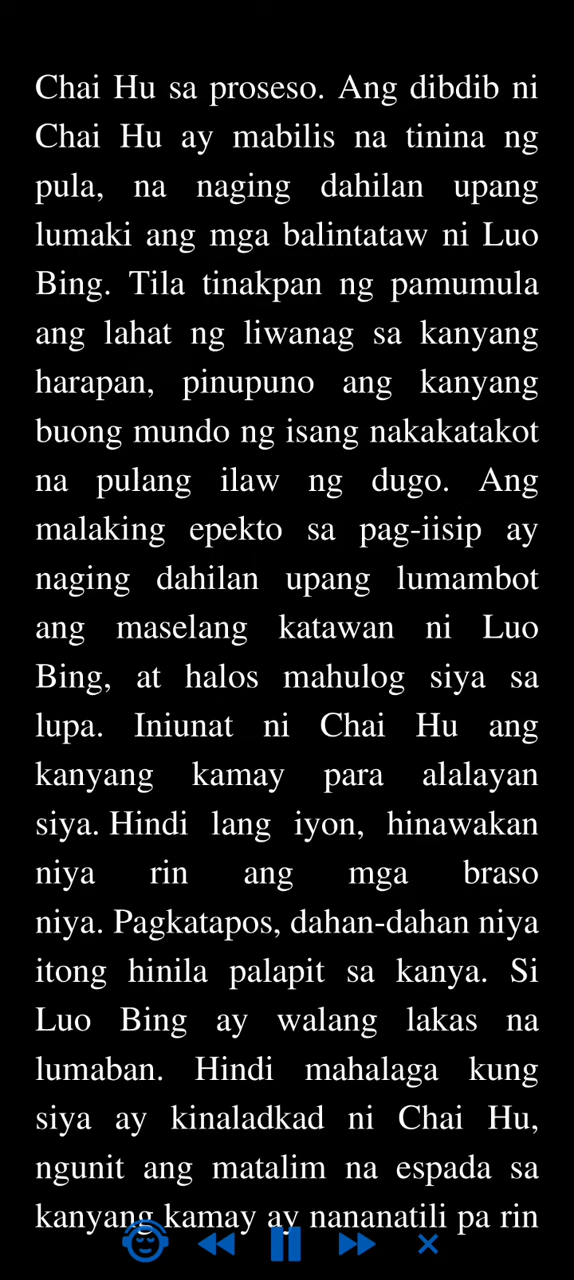 Chai Hu sa proseso. Ang dibdib ni
Chai Hu ay mabilis na tinina ng
pula, na naging dahilan upang
lumaki ang mga balintataw ni Luo
Bing. Tila tinakpan ng pamumula
ang lahat ng liwanag sa kanyang
harapan, pinupuno ang kanyang
buong mundo ng isang nakakatakot
na pulang ilaw ng dugo. Ang
malaking epekto sa pag-iisip ay
naging dahilan upang lumambot
ang maselang katawan ni Luo
Bing, at halos mahulog siya sa
lupa. Iniunat ni Chai Hu ang
kanyang kamay para alalayan
siya. Hindi lang iyon, hinawakan
niya rin ang mga braso
niya. Pagkatapos, dahan-dahan niya
itong hinila palapit sa kanya. Si
Luo Bing ay walang lakas na
lumaban. Hindi mahalaga kung
siya ay kinaladkad ni Chai Hu,
ngunit ang matalim na espada sa
kanyang kamay ay nananatili pa rin